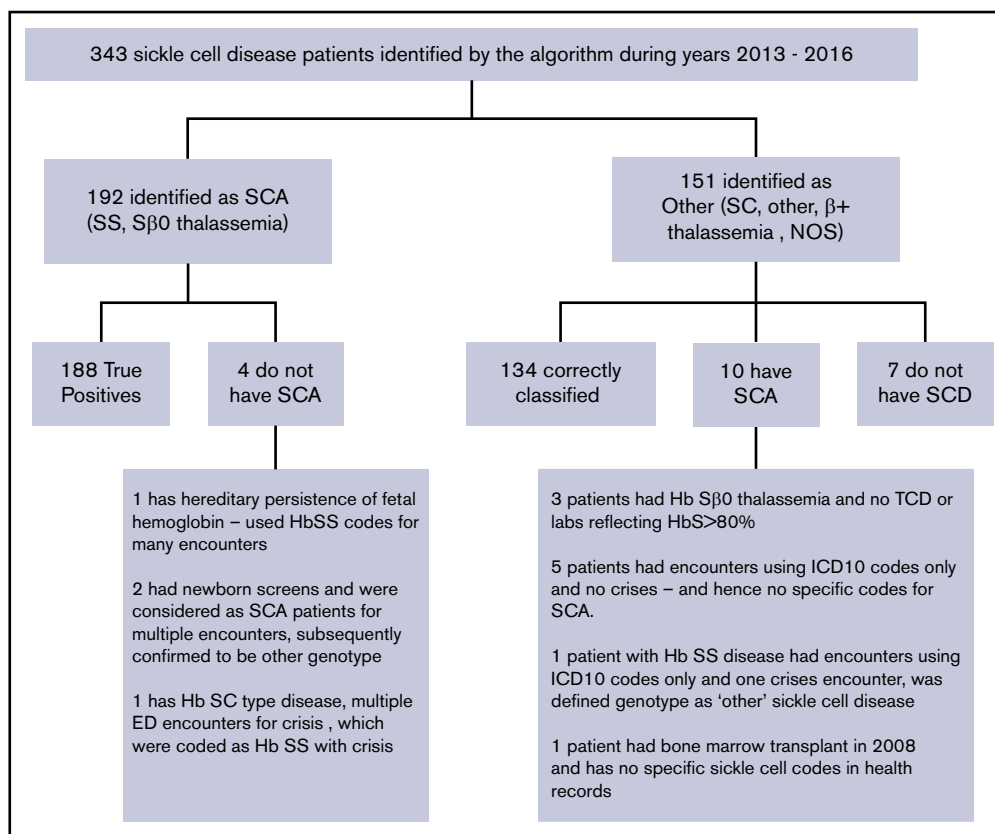 343 sickle cell disease patients identified by the algorithm during years 2013 - 2016
192 identified as SCA
(SS, Sβ0 thalassemia)
151 identified as
Other (SC, other, β+
thalassemia , NOS)
188 True
Positives
4 do not
have SCA
134 correctly
classified
10 have
SCA
7 do not
have SCD
1 has hereditary persistence of fetal
hemoglobin – used HbSS codes for
many encounters
2 had newborn screens and were
considered as SCA patients for
multiple encounters, subsequently
confirmed to be other genotype
1 has Hb SC type disease, multiple
ED encounters for crisis , which
were coded as Hb SS with crisis
3 patients had Hb Sβ0 thalassemia and no TCD or
labs reflecting HbS>80%
5 patients had encounters using ICD10 codes only
and no crises – and hence no specific codes for
SCA.
1 patient with Hb SS disease had encounters using
ICD10 codes only and one crises encounter, was
defined genotype as ‘other’ sickle cell disease
1 patient had bone marrow transplant in 2008
and has no specific sickle cell codes in health
records